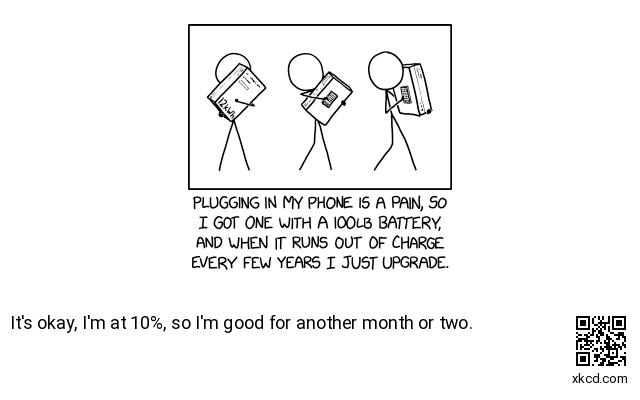 12kWh
PLUGGING IN MY PHONE IS A PAIN, SO
I GOT ONE WITH A 100LB BATTERY,
AND WHEN IT RUNS OUT OF CHARGE
EVERY FEW YEARS I JUST UPGRADE.
It's okay, I'm at 10%, so I'm good for another month or two.
xkcd.com